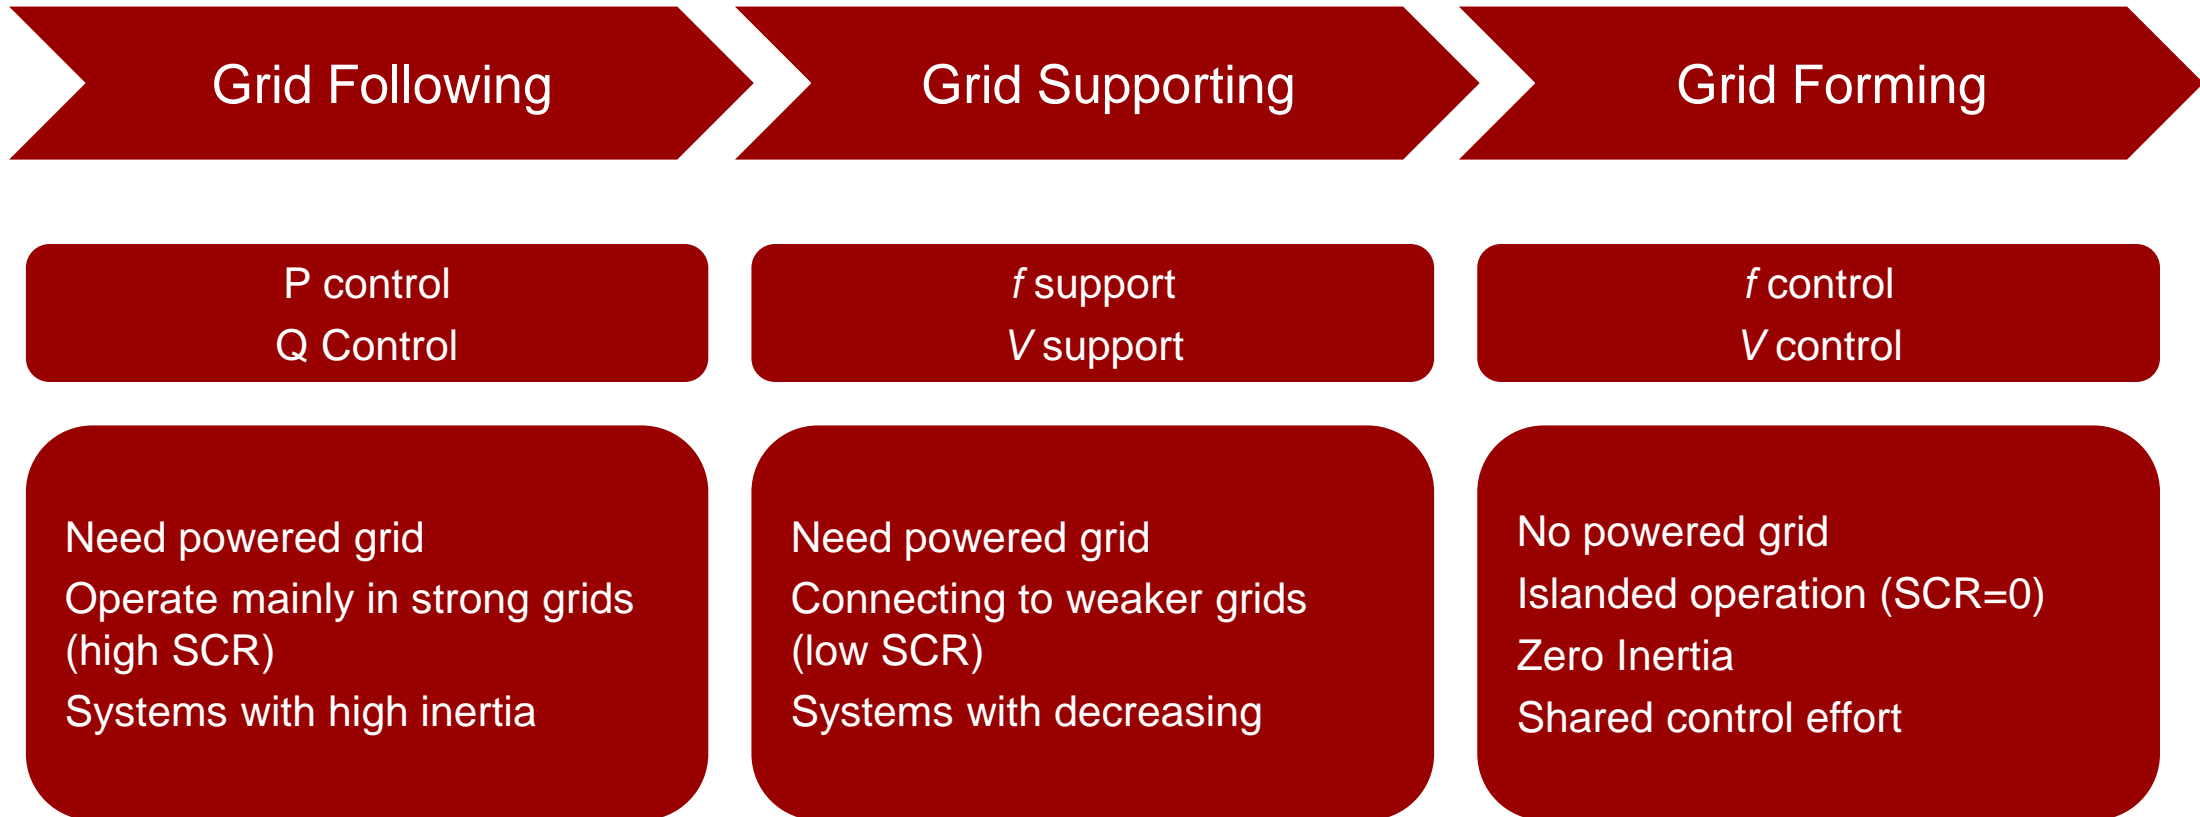 Grid Following
Grid Supporting
Grid Forming
P control
Q Control
f support
V support
f control
V control
Need powered grid
Operate mainly in strong grids
(high SCR)
Systems with high inertia
Need powered grid
Connecting to weaker grids
(low SCR)
Systems with decreasing
No powered grid
Islanded operation (SCR=0)
Zero Inertia
Shared control effort